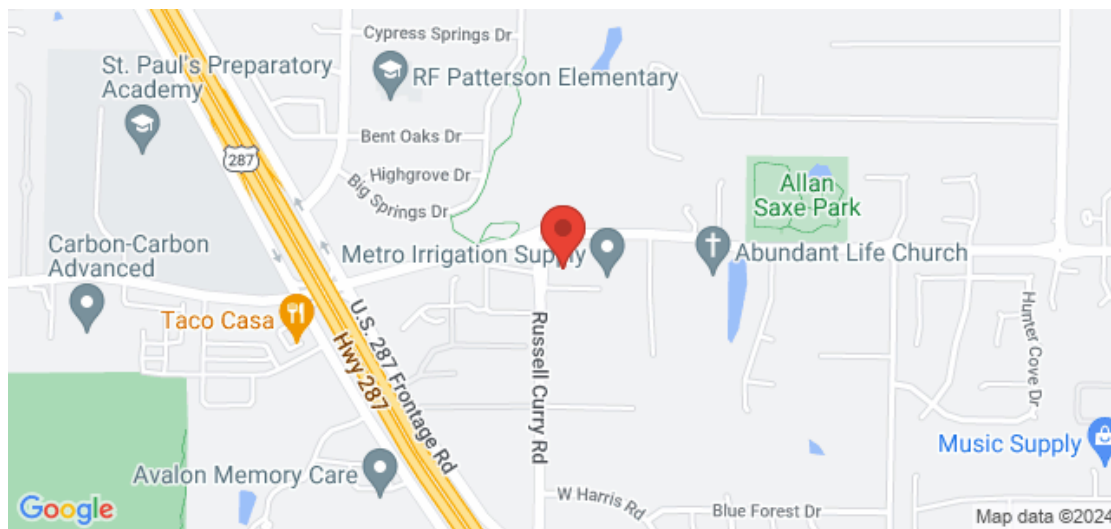 Cypress Springs Dr
St. Paul's Preparatory
Academy
RF Patterson Elementary
287
Bent Oaks Dr
Highgrove Dr
Big Springs Dr
Allan
Saxe Park
Carbon-Carbon
Advanced
Metro Irrigation Supply
Abundant Life Church
Taco Casa
U.S. 287 Frontage Rd
Hwy 287
Russell Curry Rd
Hunter Cove Dr
Music Supply
Avalon Memory Care
W Harris Rd
Blue Forest Dr
Google
Map data ©2024